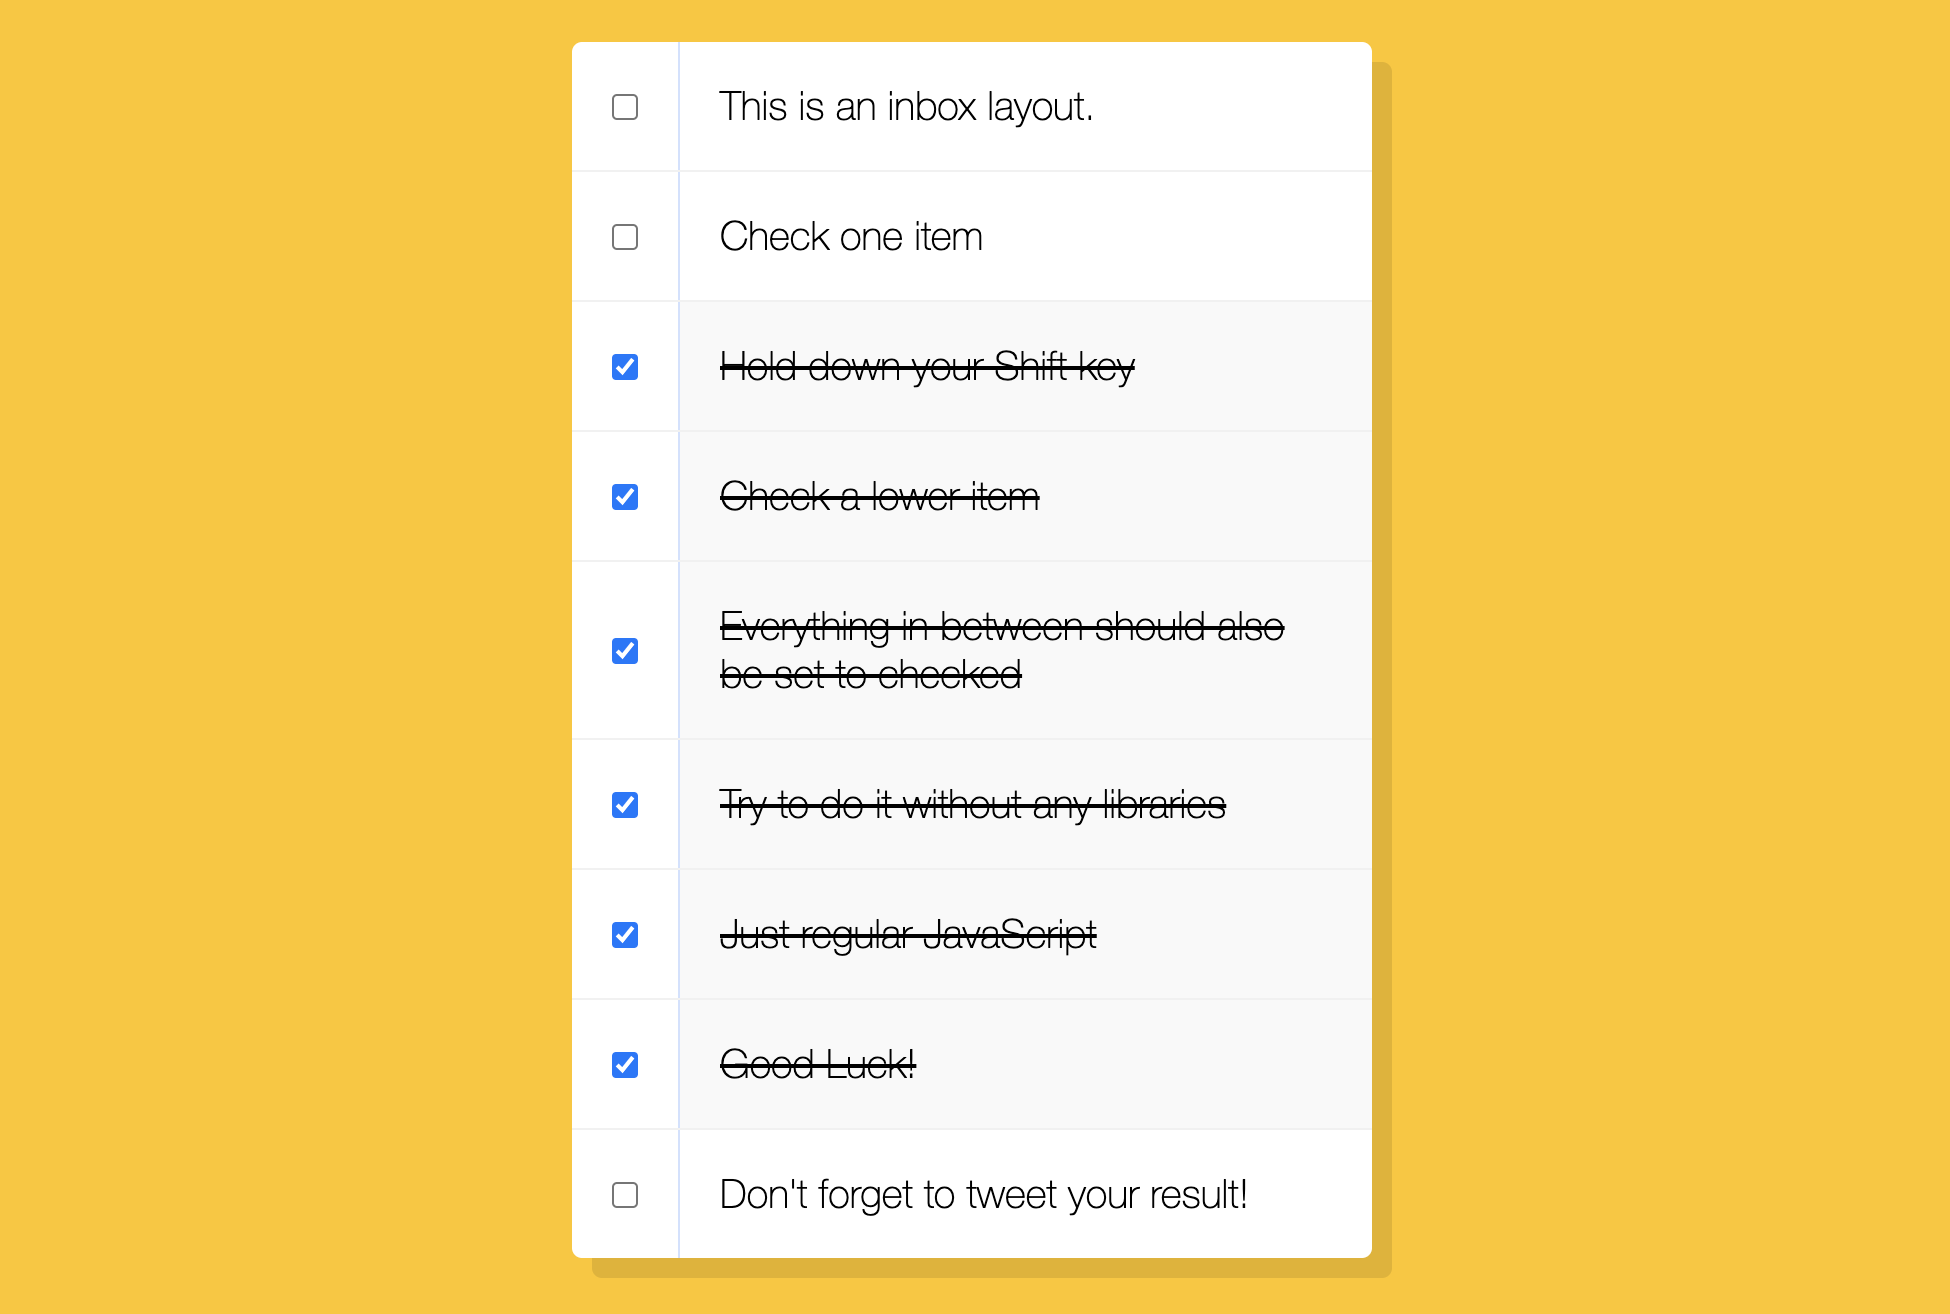 This is an inbox layout.
Check one item
Hold down your Shift key
Check a lower item
Everything in between should also
be set to checked
Try to do it without any libraries
Just regular JavaScript
Good Luck!
Don't forget to tweet your result!